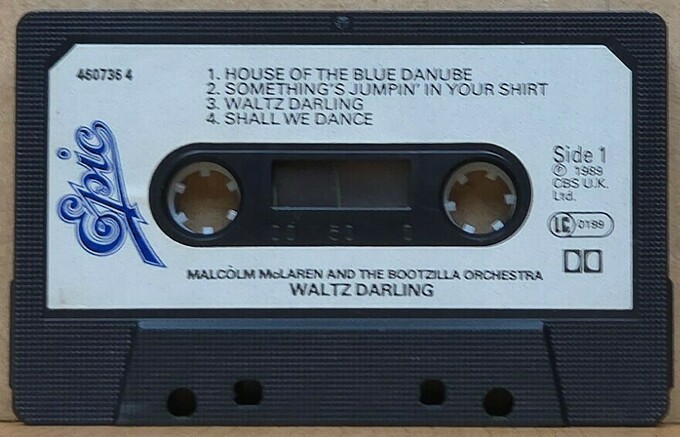 460736 4
1. HOUSE OF THE BLUE DANUBE
2. SOMETHING'S JUMPIN' IN YOUR SHIRT
3. WALTZ DARLING
4. SHALL WE DANCE
Epic
Side 1
℗ 1989
CBS U.K.
Ltd.
LC 0199
MALCOLM McLAREN AND THE BOOTZILLA ORCHESTRA
WALTZ DARLING